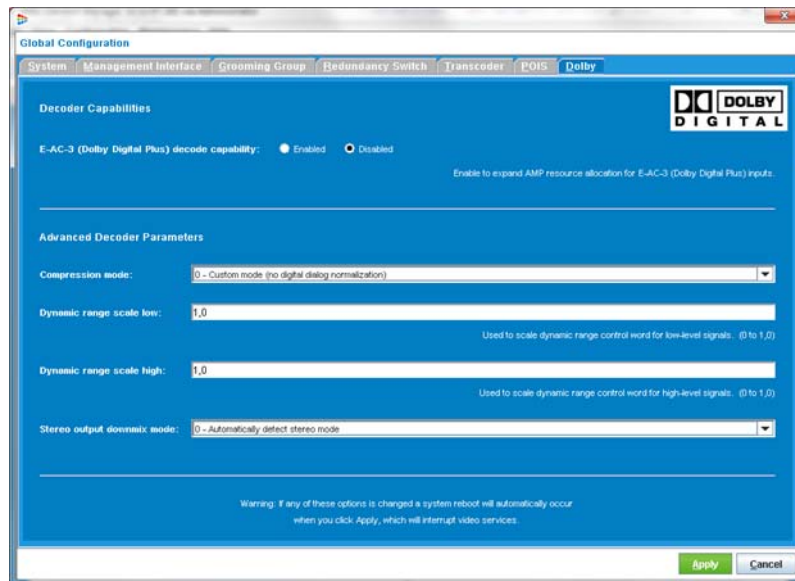 Global Configuration
System Management Interface Grooming Group Redundancy Switch Transcoder POIS Dolby
Decoder Capabilities
DOLBY
DIGITAL
E-AC-3 (Dolby Digital Plus) decode capability: Enabled Disabled
Enable to expand AMP resource allocation for E-AC-3 (Dolby Digital Plus) inputs.
Advanced Decoder Parameters
Compression mode: 0 - Custom mode (no digital dialog normalization)
Dynamic range scale low: 1,0
Used to scale dynamic range control word for low-level signals. (0 to 1,0)
Dynamic range scale high: 1,0
Used to scale dynamic range control word for high-level signals. (0 to 1,0)
Stereo output downmix mode: 0 - Automatically detect stereo mode
Warning: If any of these options is changed a system reboot will automatically occur
when you click Apply, which will interrupt video services.
Apply Cancel